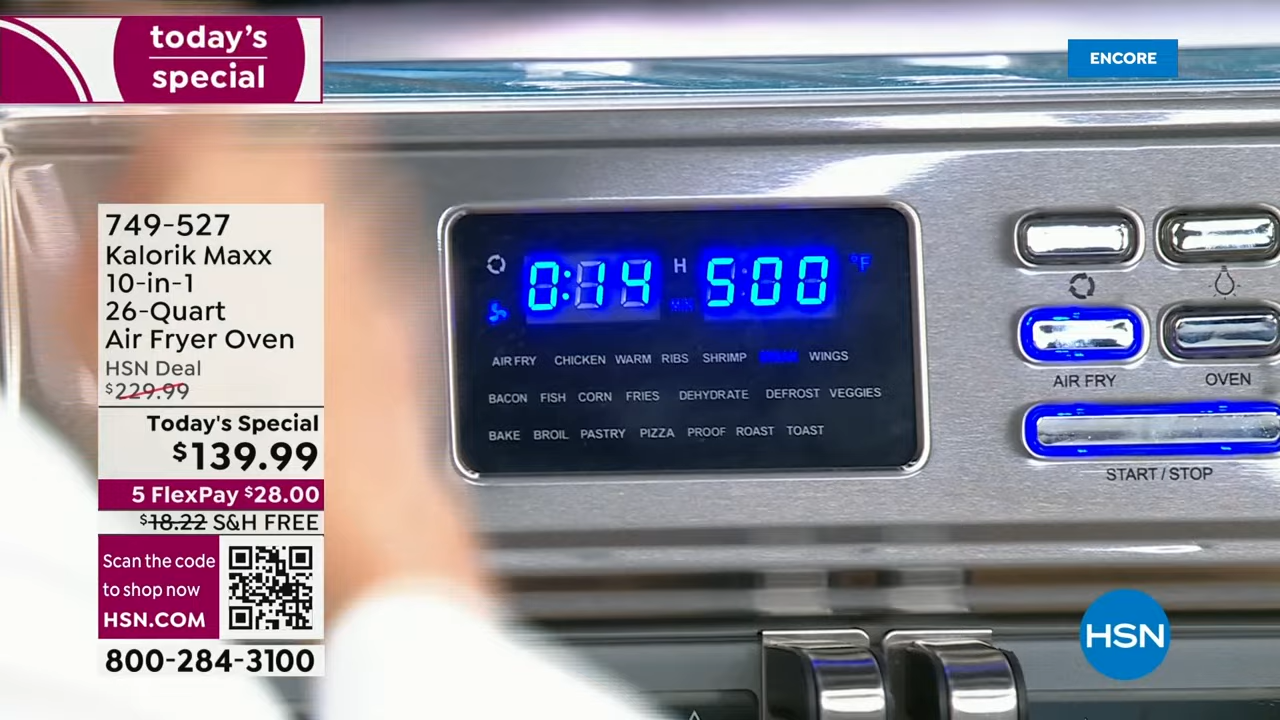 today's
special
ENCORE
749-527
Kalorik Maxx
10-in-1
26-Quart
Air Fryer Oven
HSN Deal
$229.99
Today's Special
$139.99
5 FlexPay $28.00
$18.22 S&H FREE
Scan the code
to shop now
HSN.COM
800-284-3100
0:14 H 500 °F
AIR FRY CHICKEN WARM RIBS SHRIMP WINGS
BACON FISH CORN FRIES DEHYDRATE DEFROST VEGGIES
BAKE BROIL PASTRY PIZZA PROOF ROAST TOAST
AIR FRY OVEN
START / STOP
HSN